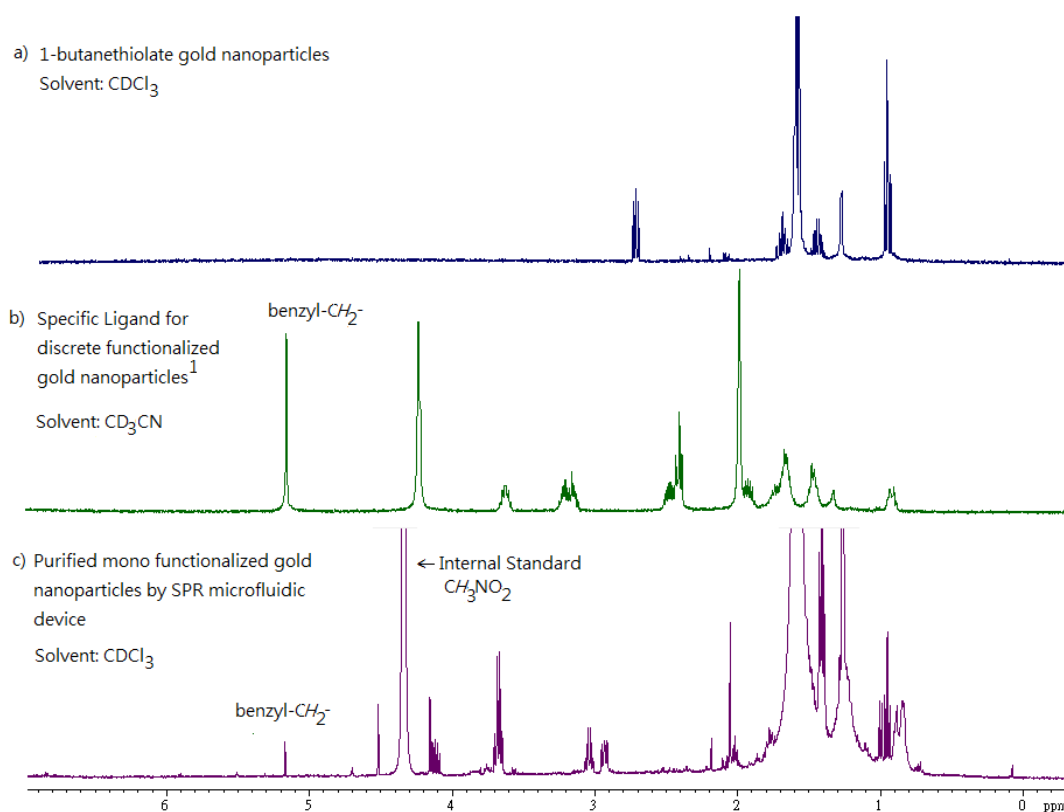 a) 1-butanethiolate gold nanoparticles
Solvent: CDCl3
b) Specific Ligand for
discrete functionalized
gold nanoparticles1
Solvent: CD3CN
benzyl-CH2-
c) Purified mono functionalized gold
nanoparticles by SPR microfluidic
device
Solvent: CDCl3
← Internal Standard
CH3NO2
benzyl-CH2-
6 5 4 3 2 1 0 ppm